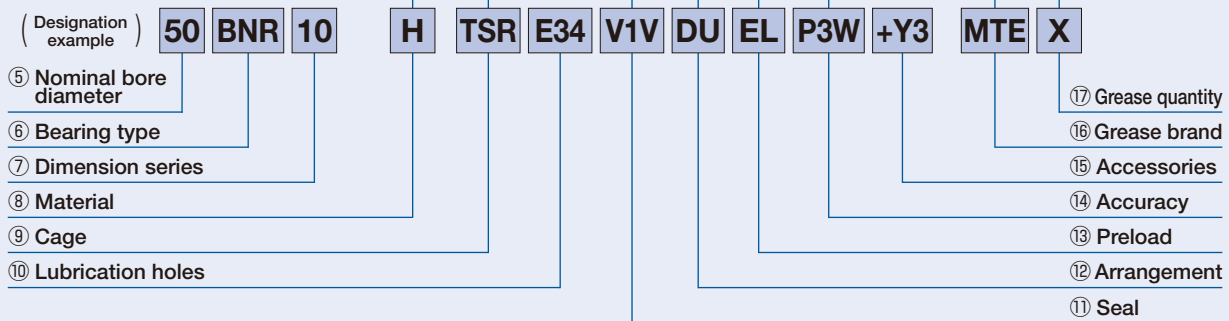 ( Designation
example )
50 BNR 10 H TSR E34 V1V DU EL P3W +Y3 MTE X
⑤ Nominal bore
diameter
⑰ Grease quantity
⑥ Bearing type
⑯ Grease brand
⑦ Dimension series
⑮ Accessories
⑧ Material
⑭ Accuracy
⑨ Cage
⑬ Preload
⑩ Lubrication holes
⑫ Arrangement
⑪ Seal